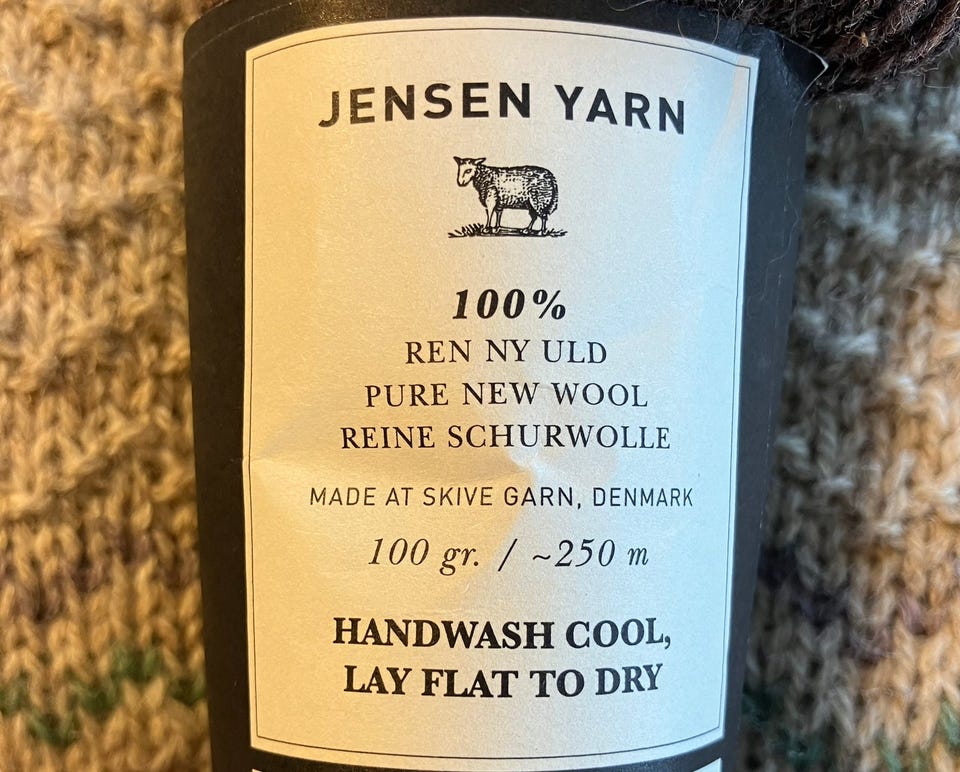 JENSEN YARN
100%
REN NY ULD
PURE NEW WOOL
REINE SCHURWOLLE
MADE AT SKIVE GARN, DENMARK
100 gr. / ~250 m
HANDWASH COOL,
LAY FLAT TO DRY